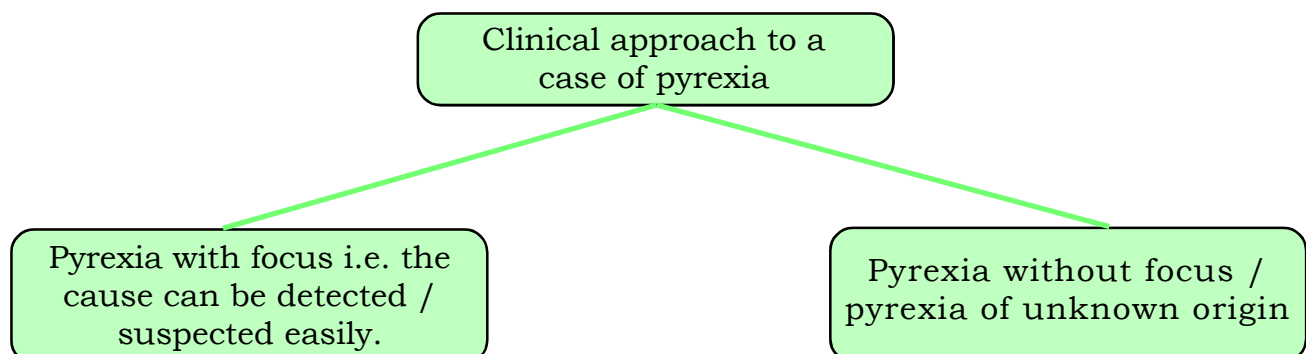 Clinical approach to a
case of pyrexia
Pyrexia with focus i.e. the
cause can be detected /
suspected easily.
Pyrexia without focus /
pyrexia of unknown origin